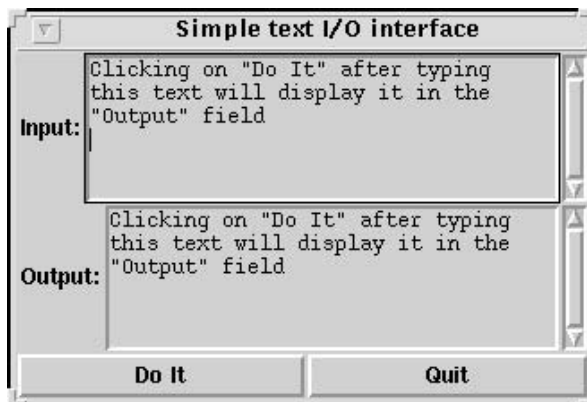 Simple text I/O interface
Input:
Clicking on "Do It" after typing
this text will display it in the
"Output" field
Output:
Clicking on "Do It" after typing
this text will display it in the
"Output" field
Do It
Quit